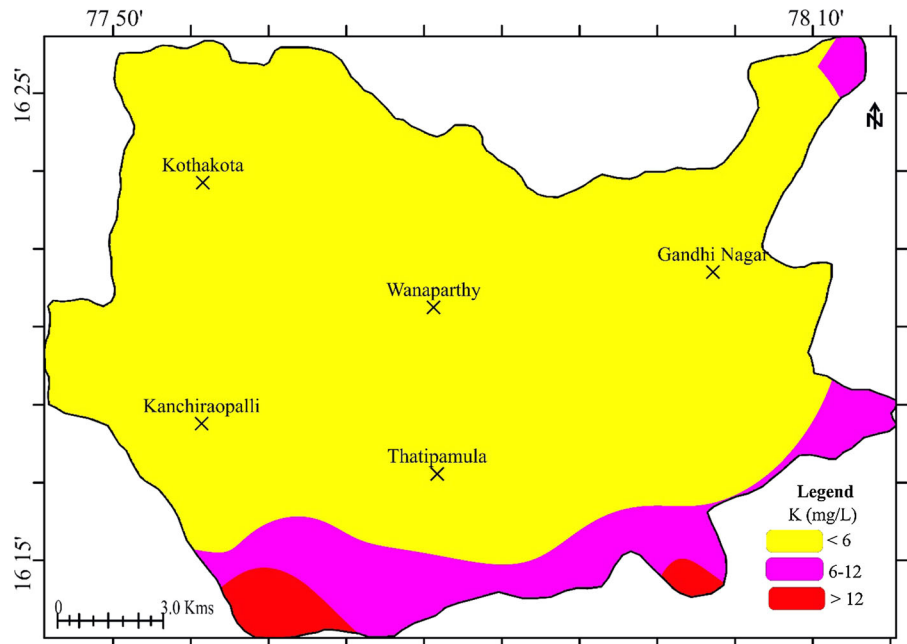 77.50'
78.10'
16 25'
N
Kothakota
Gandhi Nagar
Wanaparthy
Kanchiraopalli
Thatipamula
Legend
K (mg/L)
< 6
6-12
> 12
16 15'
0
3.0 Kms